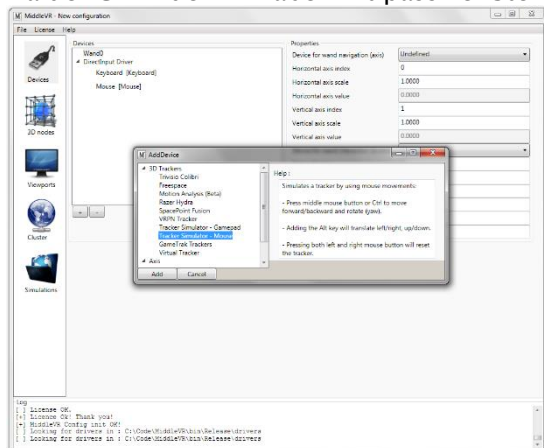 MiddleVR - New configuration
File License Help
Devices
3D nodes
Viewports
Cluster
Simulations
Devices
Wand0
DirectInput Driver
Keyboard [Keyboard]
Mouse [Mouse]
+ -
Properties
Device for wand navigation (axis) Undefined
Horizontal axis index 0
Horizontal axis scale 1.0000
Horizontal axis value 0.0000
Vertical axis index 1
Vertical axis scale 1.0000
Vertical axis value 0.0000
AddDevice
3D Trackers
Trivisio Colibri
Freespace
Motion Analysis (Beta)
Razer Hydra
SpacePoint Fusion
VRPN Tracker
Tracker Simulator - Gamepad
Tracker Simulator - Mouse
GameTrak Trackers
Virtual Tracker
Axis
Help :
Simulates a tracker by using mouse movements:
- Press middle mouse button or Ctrl to move
forward/backward and rotate (yaw).
- Adding the Alt key will translate left/right, up/down.
- Pressing both left and right mouse button will reset
the tracker.
Add Cancel
Log
[ ] License OK.
[+] Licence Ok! Thank you!
[+] MiddleVR Config init OK!
[ ] Looking for drivers in : C:\Code\MiddleVR\bin\Release\drivers
[ ] Looking for drivers in : C:\Code\MiddleVR\bin\Release\drivers